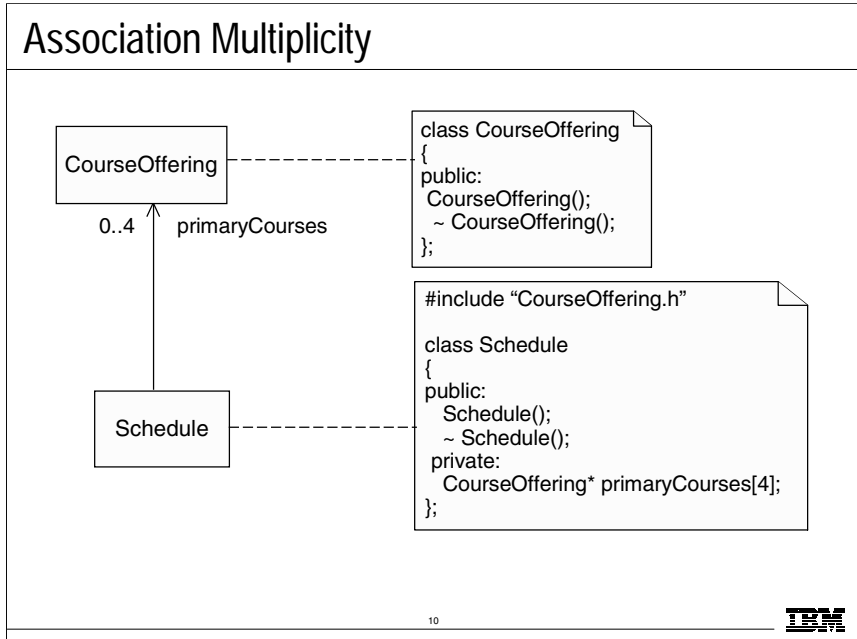 Association Multiplicity
CourseOffering
0..4 primaryCourses
Schedule
class CourseOffering
{
public:
CourseOffering();
~ CourseOffering();
};
#include “CourseOffering.h”
class Schedule
{
public:
Schedule();
~ Schedule();
private:
CourseOffering* primaryCourses[4];
};
10
IBM